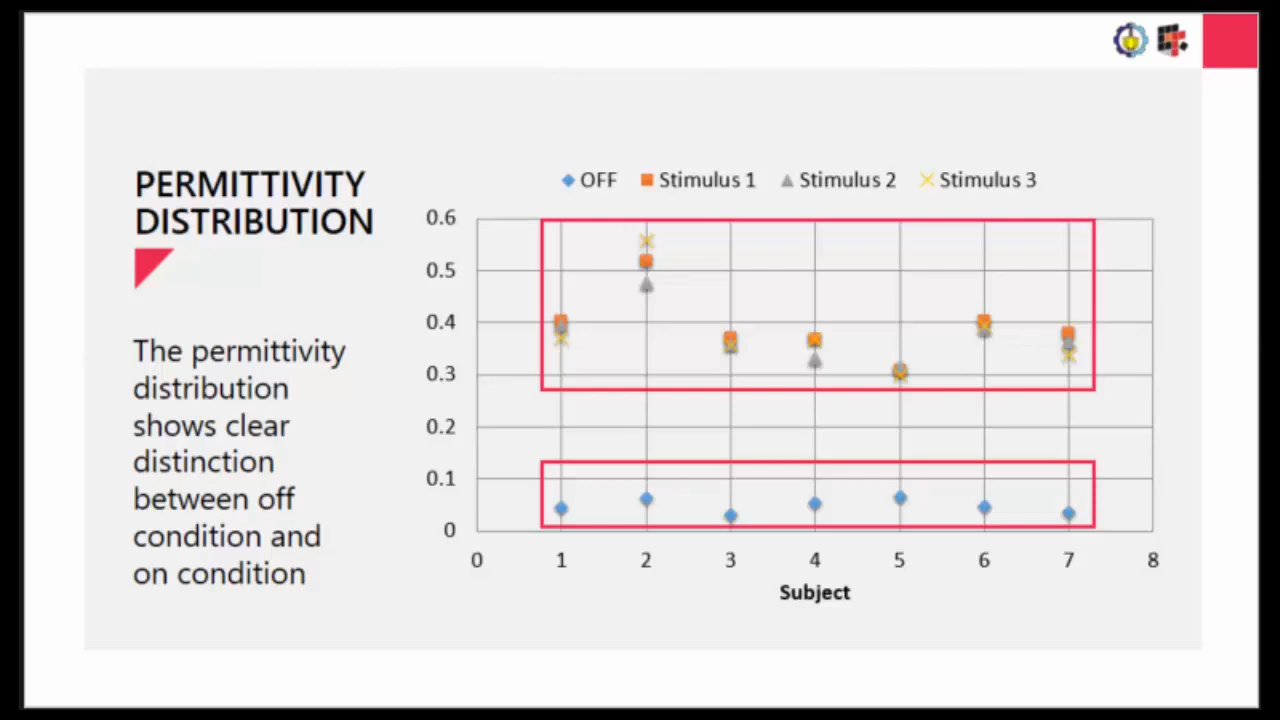 PERMITTIVITY
DISTRIBUTION
The permittivity
distribution
shows clear
distinction
between off
condition and
on condition
OFF Stimulus 1 Stimulus 2 Stimulus 3
0.6
0.5
0.4
0.3
0.2
0.1
0
0 1 2 3 4 5 6 7 8
Subject